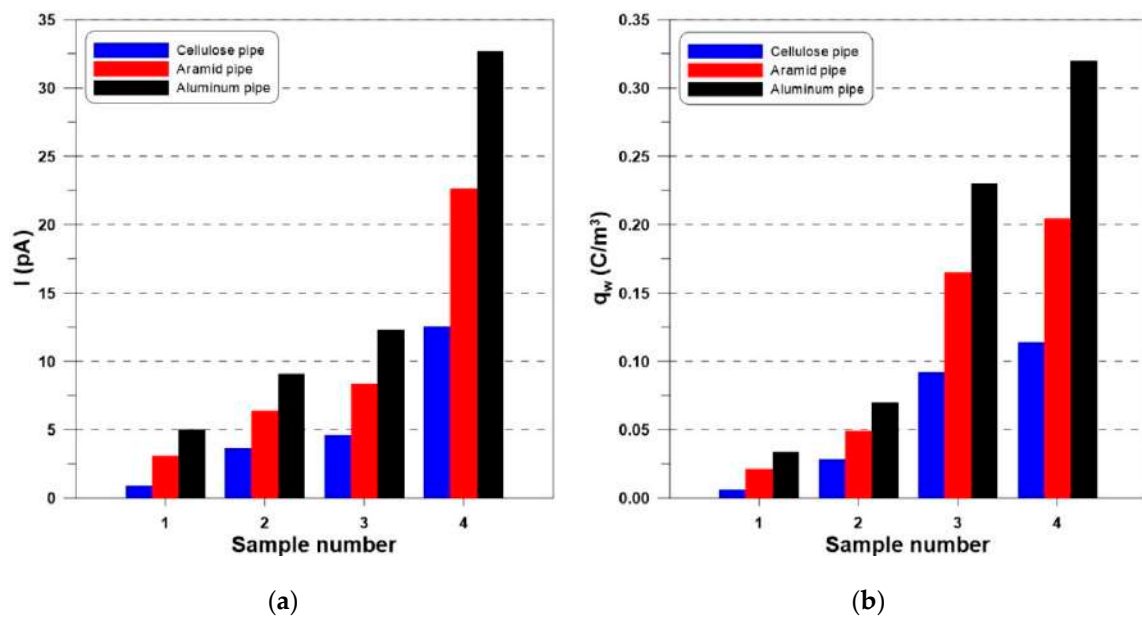 35
30
25
20
15
10
5
0
I (pA)
Cellulose pipe
Aramid pipe
Aluminum pipe
1 2 3 4
Sample number
(a)
0.35
0.30
0.25
0.20
0.15
0.10
0.05
0.00
qw (C/m³)
Cellulose pipe
Aramid pipe
Aluminum pipe
1 2 3 4
Sample number
(b)